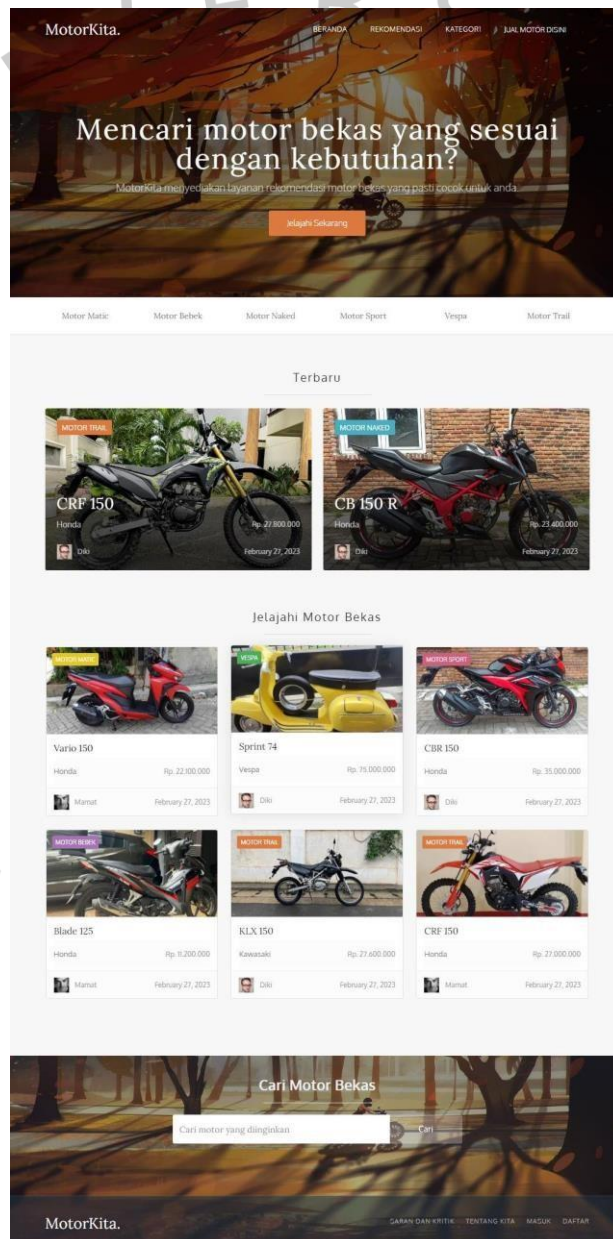 MotorKita.
BERANDA REKOMENDASI KATEGORI JUAL MOTOR DISINI
Mencari motor bekas yang sesuai
dengan kebutuhan?
MotorKita menyediakan layanan rekomendasi motor bekas yang pasti cocok untuk anda.
Jelajahi Sekarang
Motor Matic Motor Bebek Motor Naked Motor Sport Vespa Motor Trail
Terbaru
MOTOR TRAIL
CRF 150
Honda Rp. 27.800.000
Diki February 27, 2023
MOTOR NAKED
CB 150 R
Honda Rp. 23.400.000
Diki February 27, 2023
Jelajahi Motor Bekas
MOTOR MATIC
Vario 150
Honda Rp. 22.100.000
Mamat February 27, 2023
VESPA
Sprint 74
Vespa Rp. 75.000.000
Diki February 27, 2023
MOTOR SPORT
CBR 150
Honda Rp. 35.000.000
Diki February 27, 2023
MOTOR BEBEK
Blade 125
Honda Rp. 11.200.000
Mamat February 27, 2023
MOTOR TRAIL
KLX 150
Kawasaki Rp. 27.600.000
Diki February 27, 2023
MOTOR TRAIL
CRF 150
Honda Rp. 27.000.000
Mamat February 27, 2023
Cari Motor Bekas
Cari motor yang diinginkan Cari
MotorKita.
SARAN DAN KRITIK TENTANG KITA MASUK DAFTAR